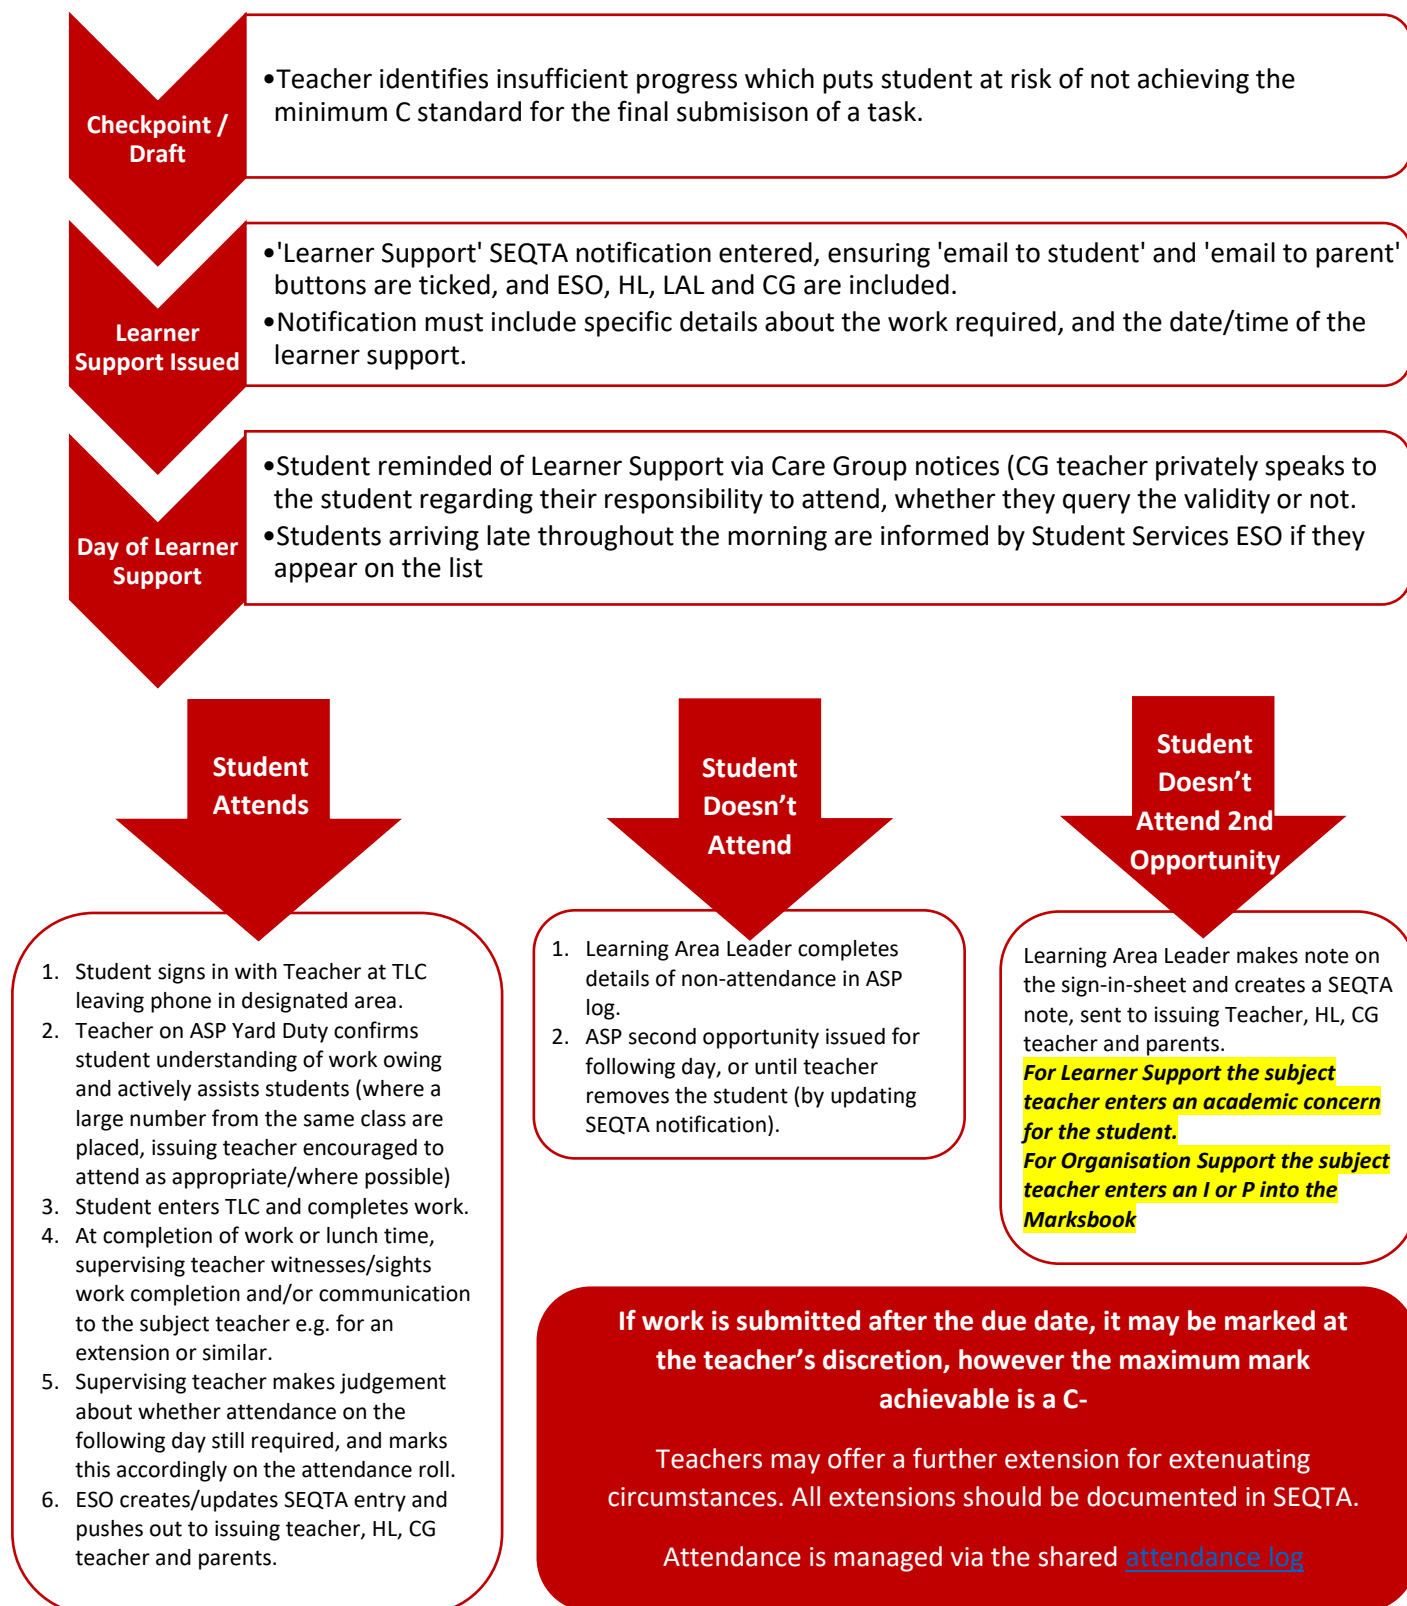 Checkpoint /
Draft
•Teacher identifies insufficient progress which puts student at risk of not achieving the
minimum C standard for the final submisison of a task.
Learner
Support Issued
•'Learner Support' SEQTA notification entered, ensuring 'email to student' and 'email to parent'
buttons are ticked, and ESO, HL, LAL and CG are included.
•Notification must include specific details about the work required, and the date/time of the
learner support.
Day of Learner
Support
•Student reminded of Learner Support via Care Group notices (CG teacher privately speaks to
the student regarding their responsibility to attend, whether they query the validity or not.
•Students arriving late throughout the morning are informed by Student Services ESO if they
appear on the list
Student
Attends
1. Student signs in with Teacher at TLC
leaving phone in designated area.
2. Teacher on ASP Yard Duty confirms
student understanding of work owing
and actively assists students (where a
large number from the same class are
placed, issuing teacher encouraged to
attend as appropriate/where possible)
3. Student enters TLC and completes work.
4. At completion of work or lunch time,
supervising teacher witnesses/sights
work completion and/or communication
to the subject teacher e.g. for an
extension or similar.
5. Supervising teacher makes judgement
about whether attendance on the
following day still required, and marks
this accordingly on the attendance roll.
6. ESO creates/updates SEQTA entry and
pushes out to issuing teacher, HL, CG
teacher and parents.
Student
Doesn't
Attend
1. Learning Area Leader completes
details of non-attendance in ASP
log.
2. ASP second opportunity issued for
following day, or until teacher
removes the student (by updating
SEQTA notification).
Student
Doesn't
Attend 2nd
Opportunity
Learning Area Leader makes note on
the sign-in-sheet and creates a SEQTA
note, sent to issuing Teacher, HL, CG
teacher and parents.
For Learner Support the subject
teacher enters an academic concern
for the student.
For Organisation Support the subject
teacher enters an I or P into the
Marksbook
If work is submitted after the due date, it may be marked at
the teacher's discretion, however the maximum mark
achievable is a C-
Teachers may offer a further extension for extenuating
circumstances. All extensions should be documented in SEQTA.
Attendance is managed via the shared attendance log